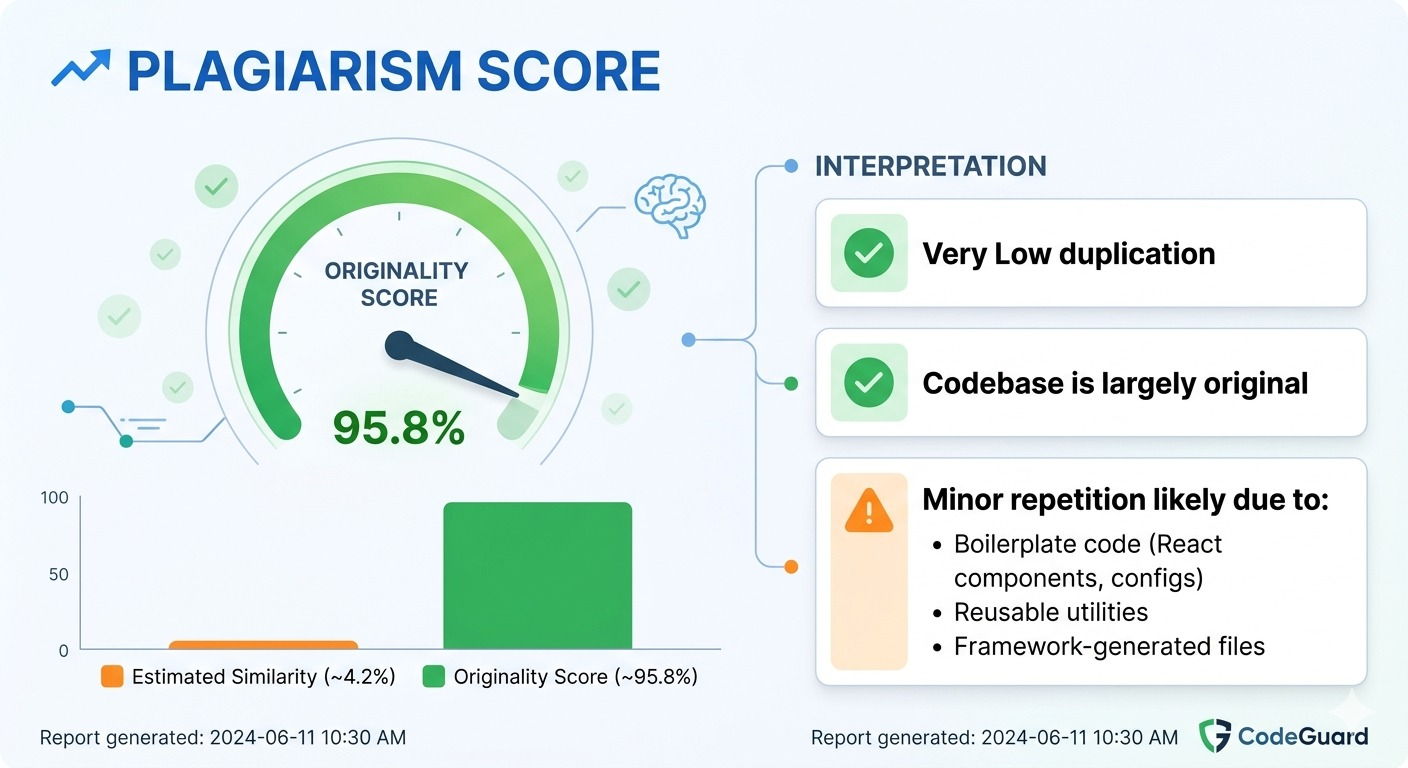 PLAGIARISM SCORE
ORIGINALITY
SCORE
95.8%
100
50
0
Estimated Similarity (~4.2%)
Originality Score (~95.8%)
Report generated: 2024-06-11 10:30 AM
INTERPRETATION
Very Low duplication
Codebase is largely original
Minor repetition likely due to:
• Boilerplate code (React
components, configs)
• Reusable utilities
• Framework-generated files
Report generated: 2024-06-11 10:30 AM
CodeGuard